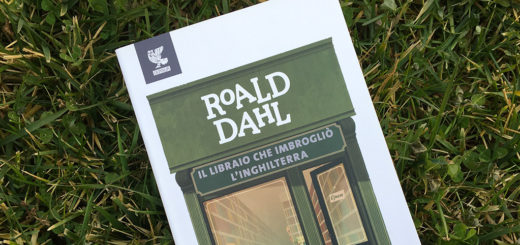 ROALD
DAHL
IL LIBRAIO CHE IMBROGLIÒ
L'INGHILTERRA